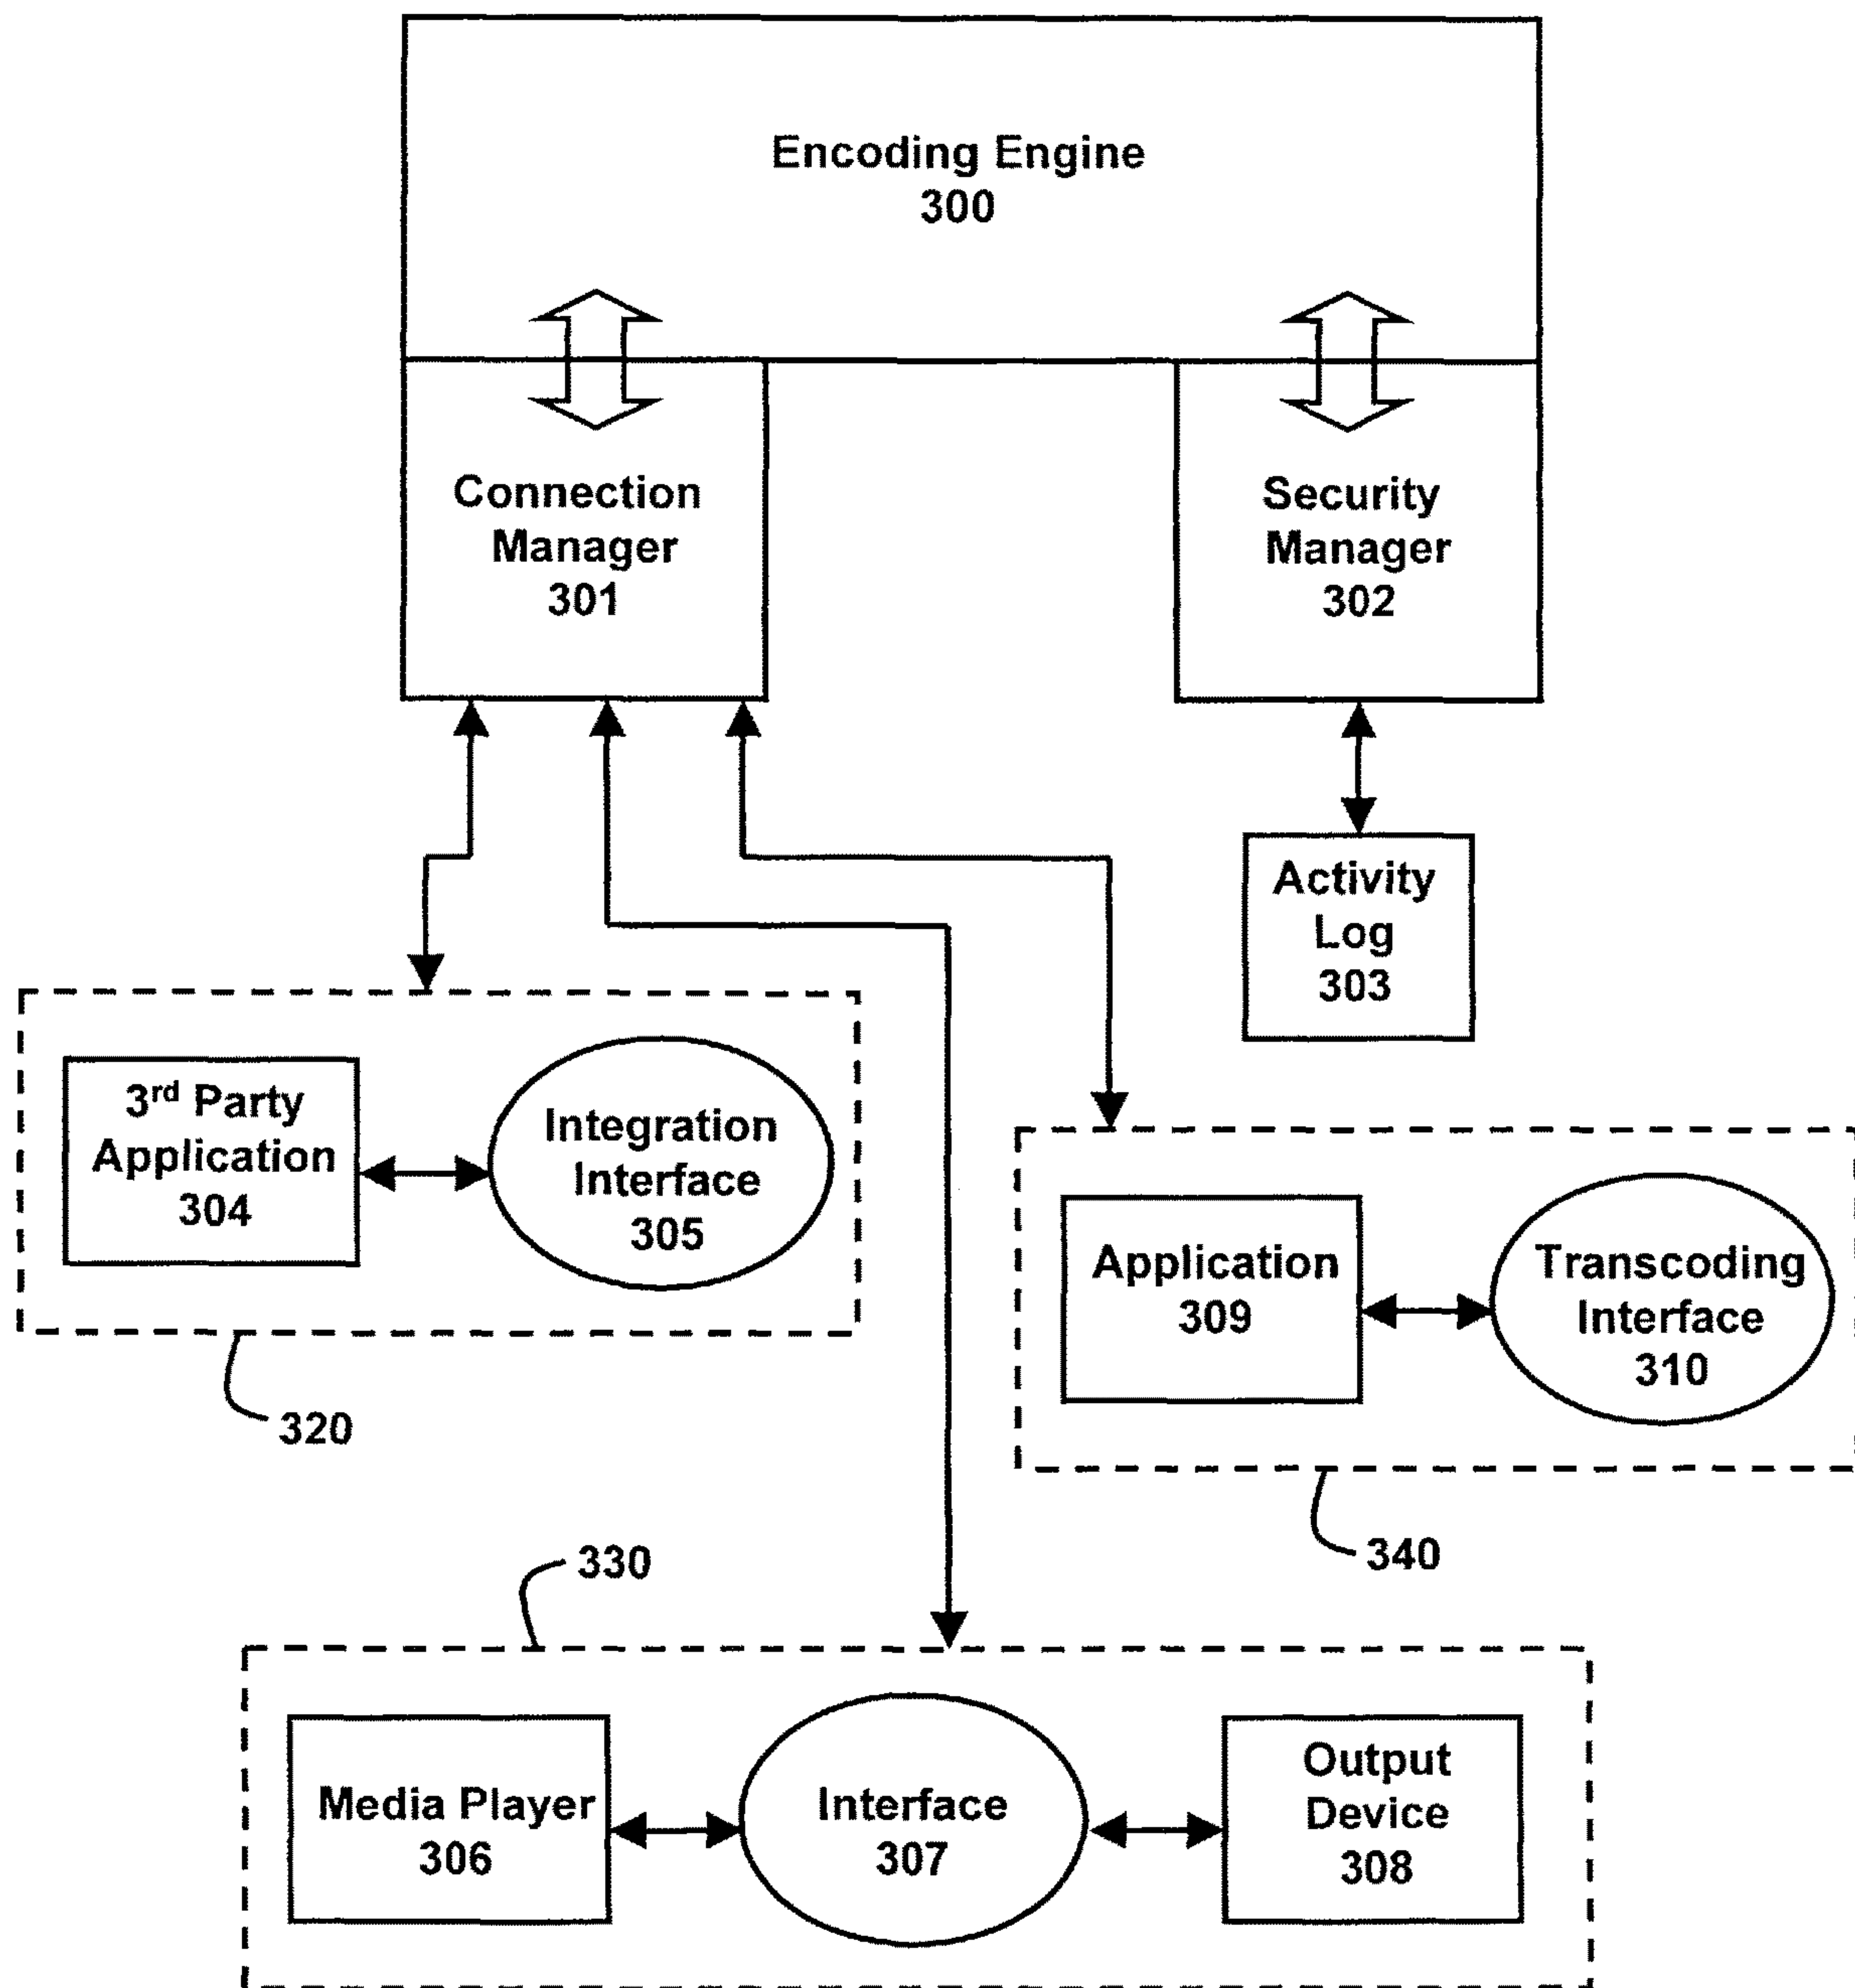 Encoding Engine
300
Connection
Manager
301
Security
Manager
302
Activity
Log
303
3rd Party
Application
304
Integration
Interface
305
Application
309
Transcoding
Interface
310
320
340
330
Media Player
306
Interface
307
Output
Device
308